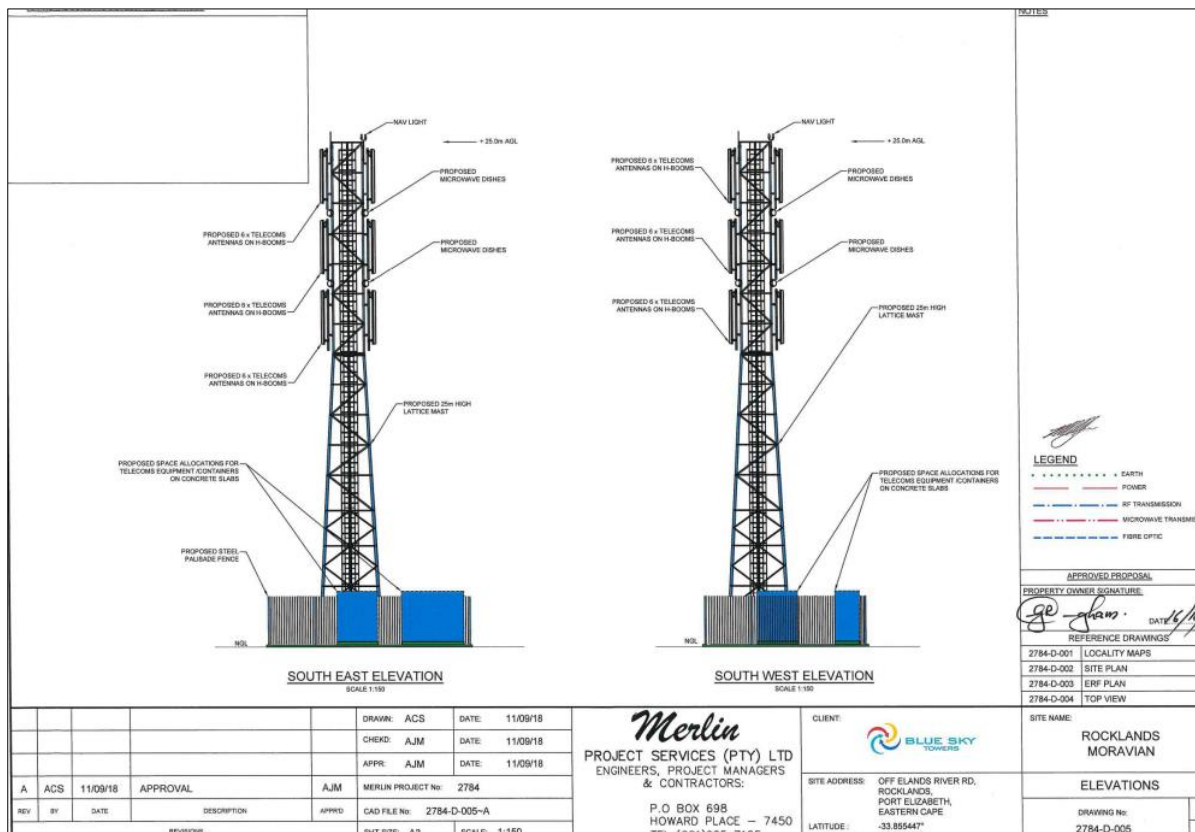 NOTES
NAV LIGHT
+ 25.0m AGL
PROPOSED
MICROWAVE DISHES
PROPOSED 6 x TELECOMS
ANTENNAS ON H-BOOMS
PROPOSED
MICROWAVE DISHES
PROPOSED 6 x TELECOMS
ANTENNAS ON H-BOOMS
PROPOSED 6 x TELECOMS
ANTENNAS ON H-BOOMS
PROPOSED 25m HIGH
LATTICE MAST
PROPOSED SPACE ALLOCATIONS FOR
TELECOMS EQUIPMENT /CONTAINERS
ON CONCRETE SLABS
PROPOSED STEEL
PALISADE FENCE
NGL
SOUTH EAST ELEVATION
SCALE 1:150
NAV LIGHT
+ 25.0m AGL
PROPOSED 6 x TELECOMS
ANTENNAS ON H-BOOMS
PROPOSED
MICROWAVE DISHES
PROPOSED 6 x TELECOMS
ANTENNAS ON H-BOOMS
PROPOSED
MICROWAVE DISHES
PROPOSED 6 x TELECOMS
ANTENNAS ON H-BOOMS
PROPOSED 25m HIGH
LATTICE MAST
PROPOSED SPACE ALLOCATIONS FOR
TELECOMS EQUIPMENT /CONTAINERS
ON CONCRETE SLABS
NGL
SOUTH WEST ELEVATION
SCALE 1:150
LEGEND
EARTH
POWER
RF TRANSMISSION
MICROWAVE TRANSMIS
FIBRE OPTIC
APPROVED PROPOSAL
PROPERTY OWNER SIGNATURE:
DATE
REFERENCE DRAWINGS
2784-D-001 LOCALITY MAPS
2784-D-002 SITE PLAN
2784-D-003 ERF PLAN
2784-D-004 TOP VIEW
DRAWN: ACS DATE: 11/09/18
CHEKD: AJM DATE: 11/09/18
APPR: AJM DATE: 11/09/18
A ACS 11/09/18 APPROVAL AJM MERLIN PROJECT No: 2784
REV BY DATE DESCRIPTION APPR'D CAD FILE No: 2784-D-005~A
REVISIONS SHT SIZE: A3 SCALE: 1:150
Merlin
PROJECT SERVICES (PTY) LTD
ENGINEERS, PROJECT MANAGERS
& CONTRACTORS:
P.O BOX 698
HOWARD PLACE - 7450
CLIENT:
BLUE SKY
TOWERS
SITE ADDRESS: OFF ELANDS RIVER RD,
ROCKLANDS,
PORT ELIZABETH,
EASTERN CAPE
LATITUDE : -33.855447°
SITE NAME:
ROCKLANDS
MORAVIAN
ELEVATIONS
DRAWING No:
2784-D-005